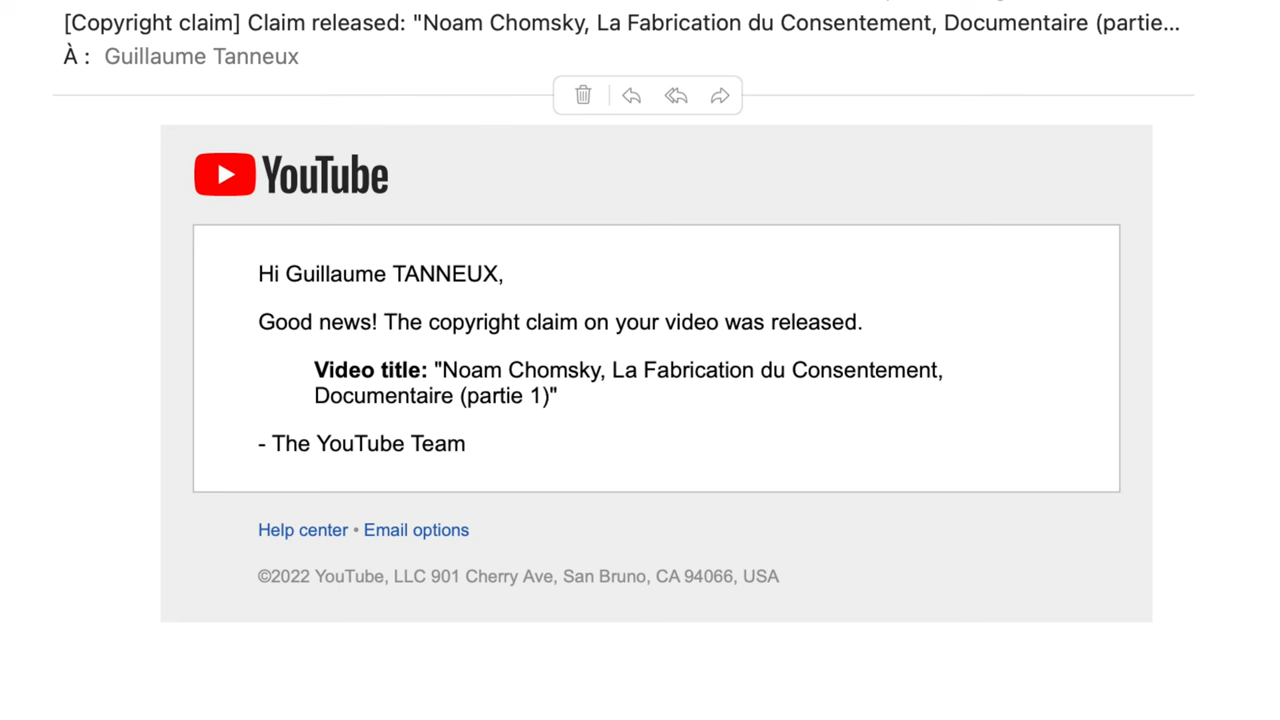 [Copyright claim] Claim released: "Noam Chomsky, La Fabrication du Consentement, Documentaire (partie...
À : Guillaume Tanneux
YouTube
Hi Guillaume TANNEUX,
Good news! The copyright claim on your video was released.
Video title: "Noam Chomsky, La Fabrication du Consentement,
Documentaire (partie 1)"
- The YouTube Team
Help center • Email options
©2022 YouTube, LLC 901 Cherry Ave, San Bruno, CA 94066, USA